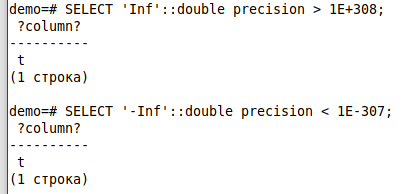 demo=# SELECT 'Inf'::double precision > 1E+308;
 ?column?
----------
 t
(1 строка)

demo=# SELECT '-Inf'::double precision < 1E-307;
 ?column?
----------
 t
(1 строка)